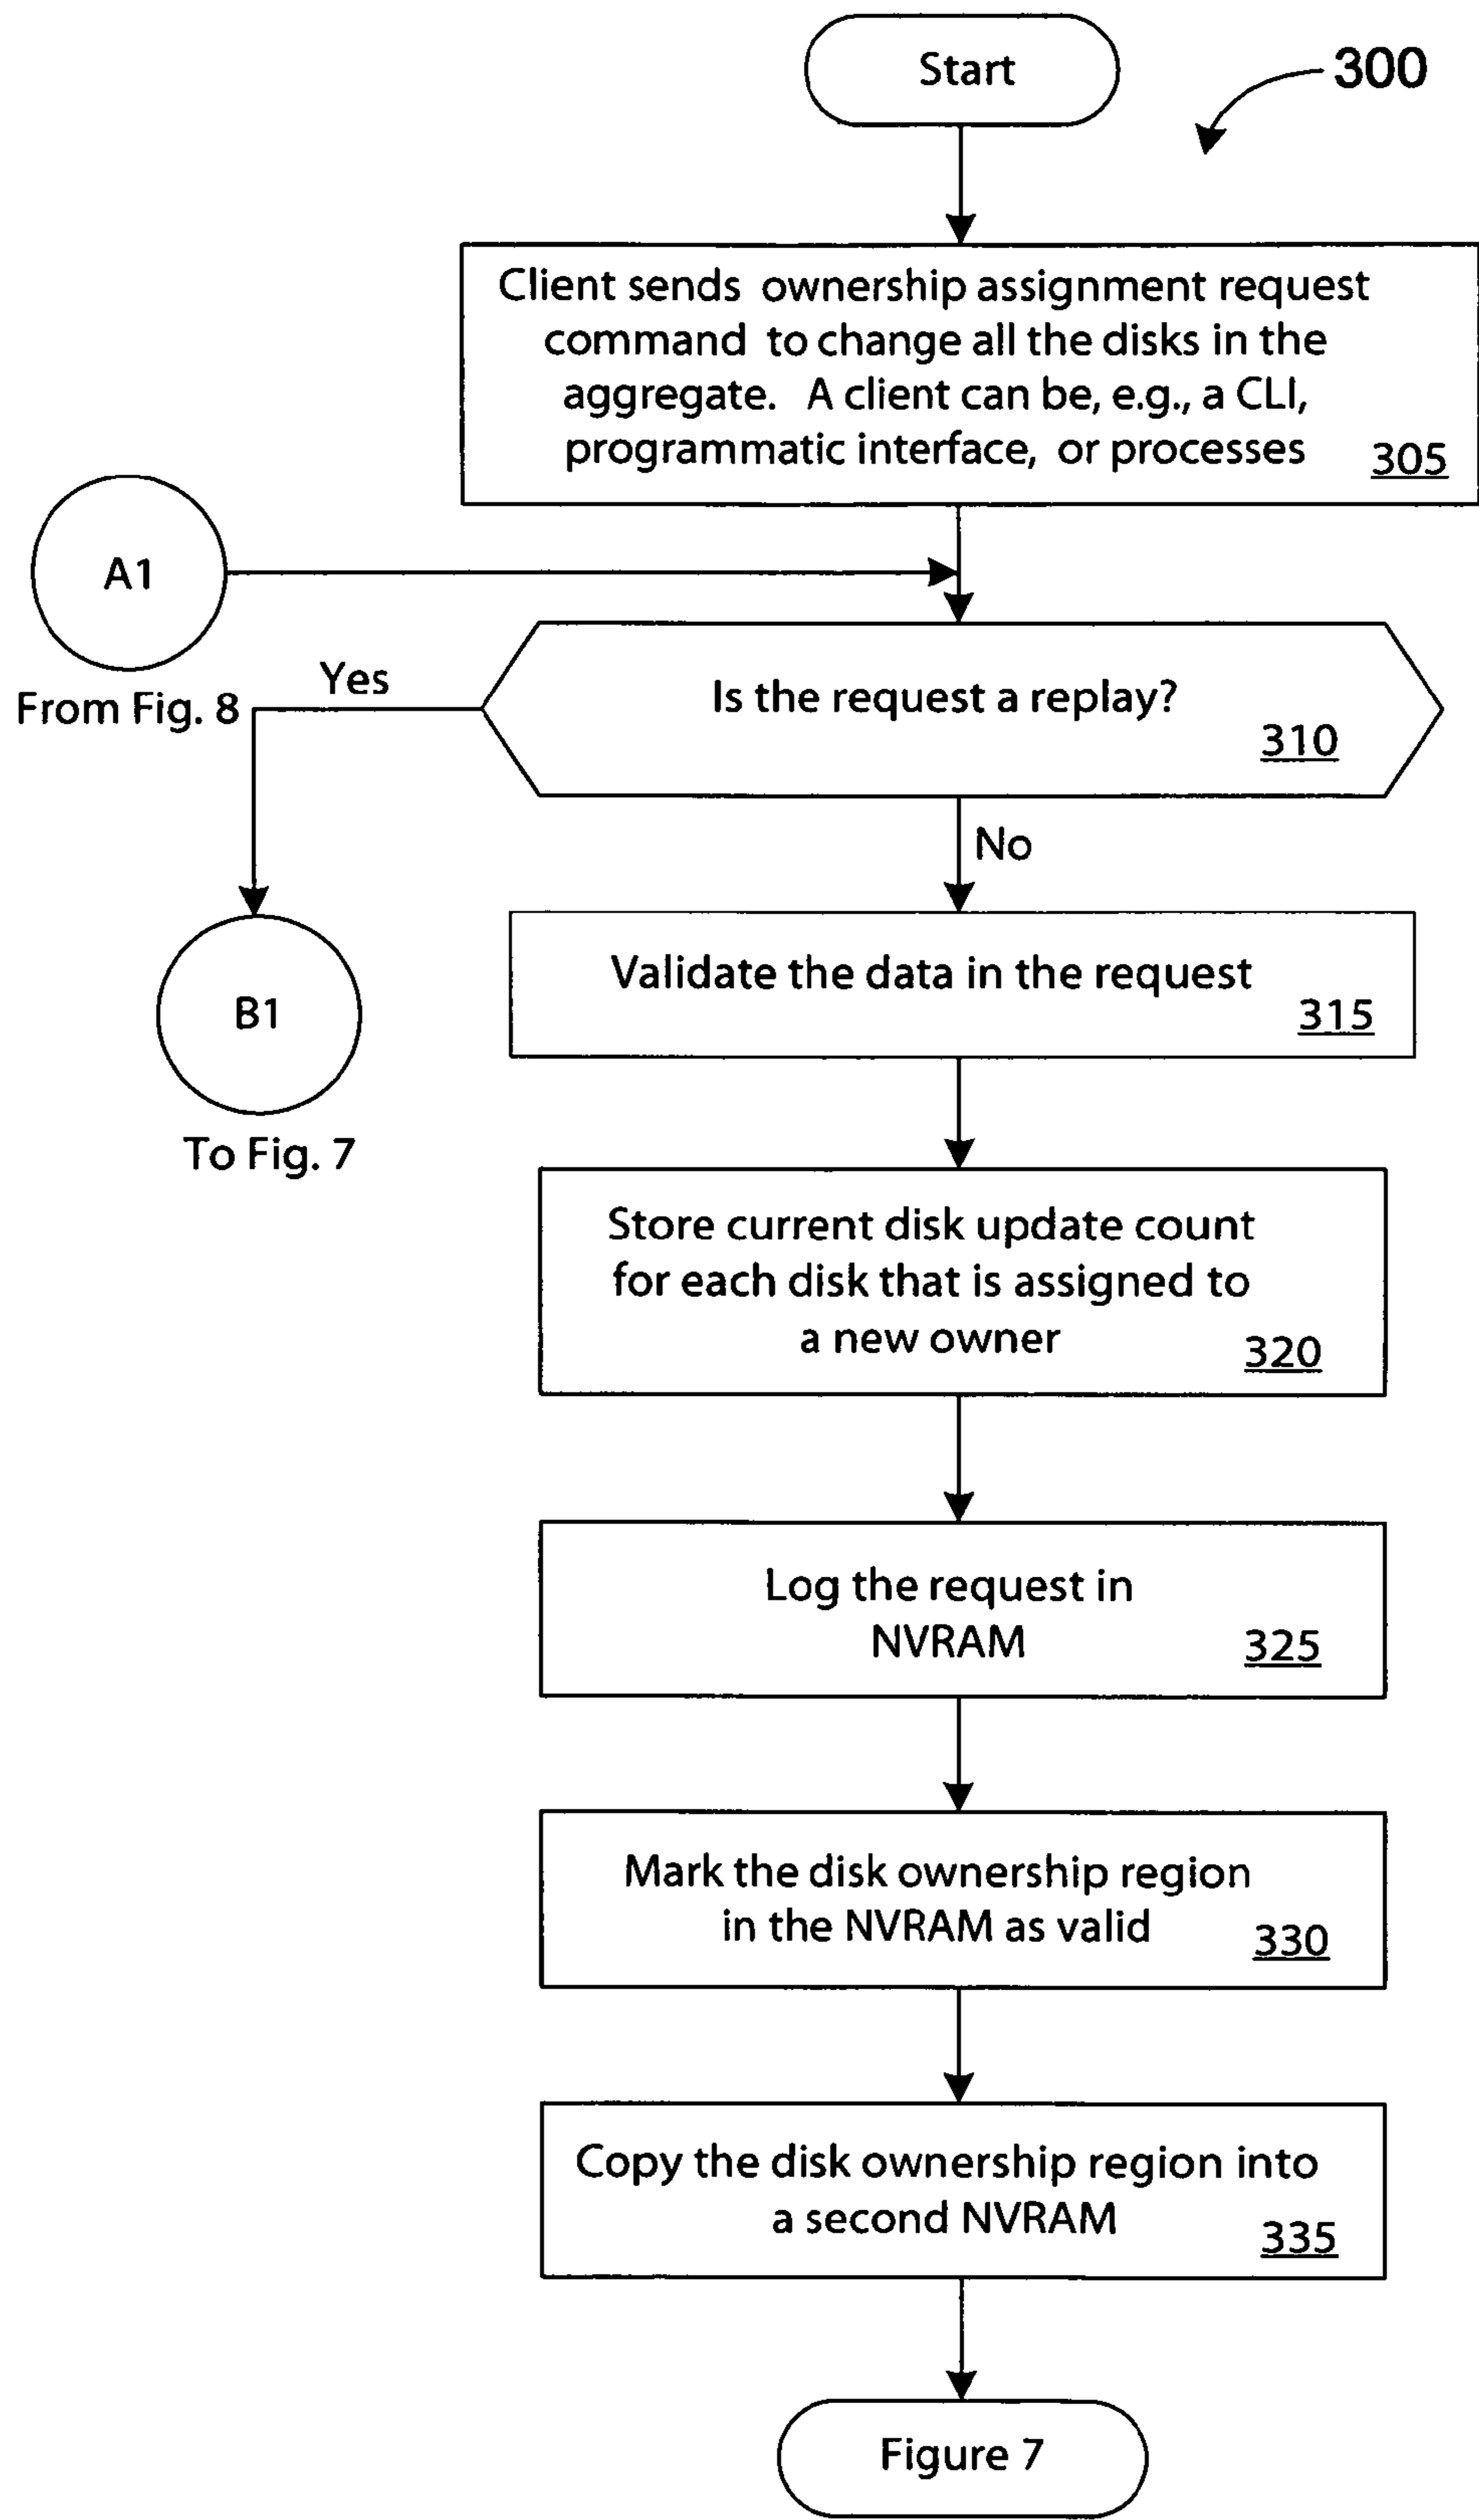 Start
300
Client sends ownership assignment request
command to change all the disks in the
aggregate. A client can be, e.g., a CLI,
programmatic interface, or processes
305
A1
From Fig. 8
Yes
Is the request a replay?
310
No
B1
To Fig. 7
Validate the data in the request
315
Store current disk update count
for each disk that is assigned to
a new owner
320
Log the request in
NVRAM
325
Mark the disk ownership region
in the NVRAM as valid
330
Copy the disk ownership region into
a second NVRAM
335
Figure 7